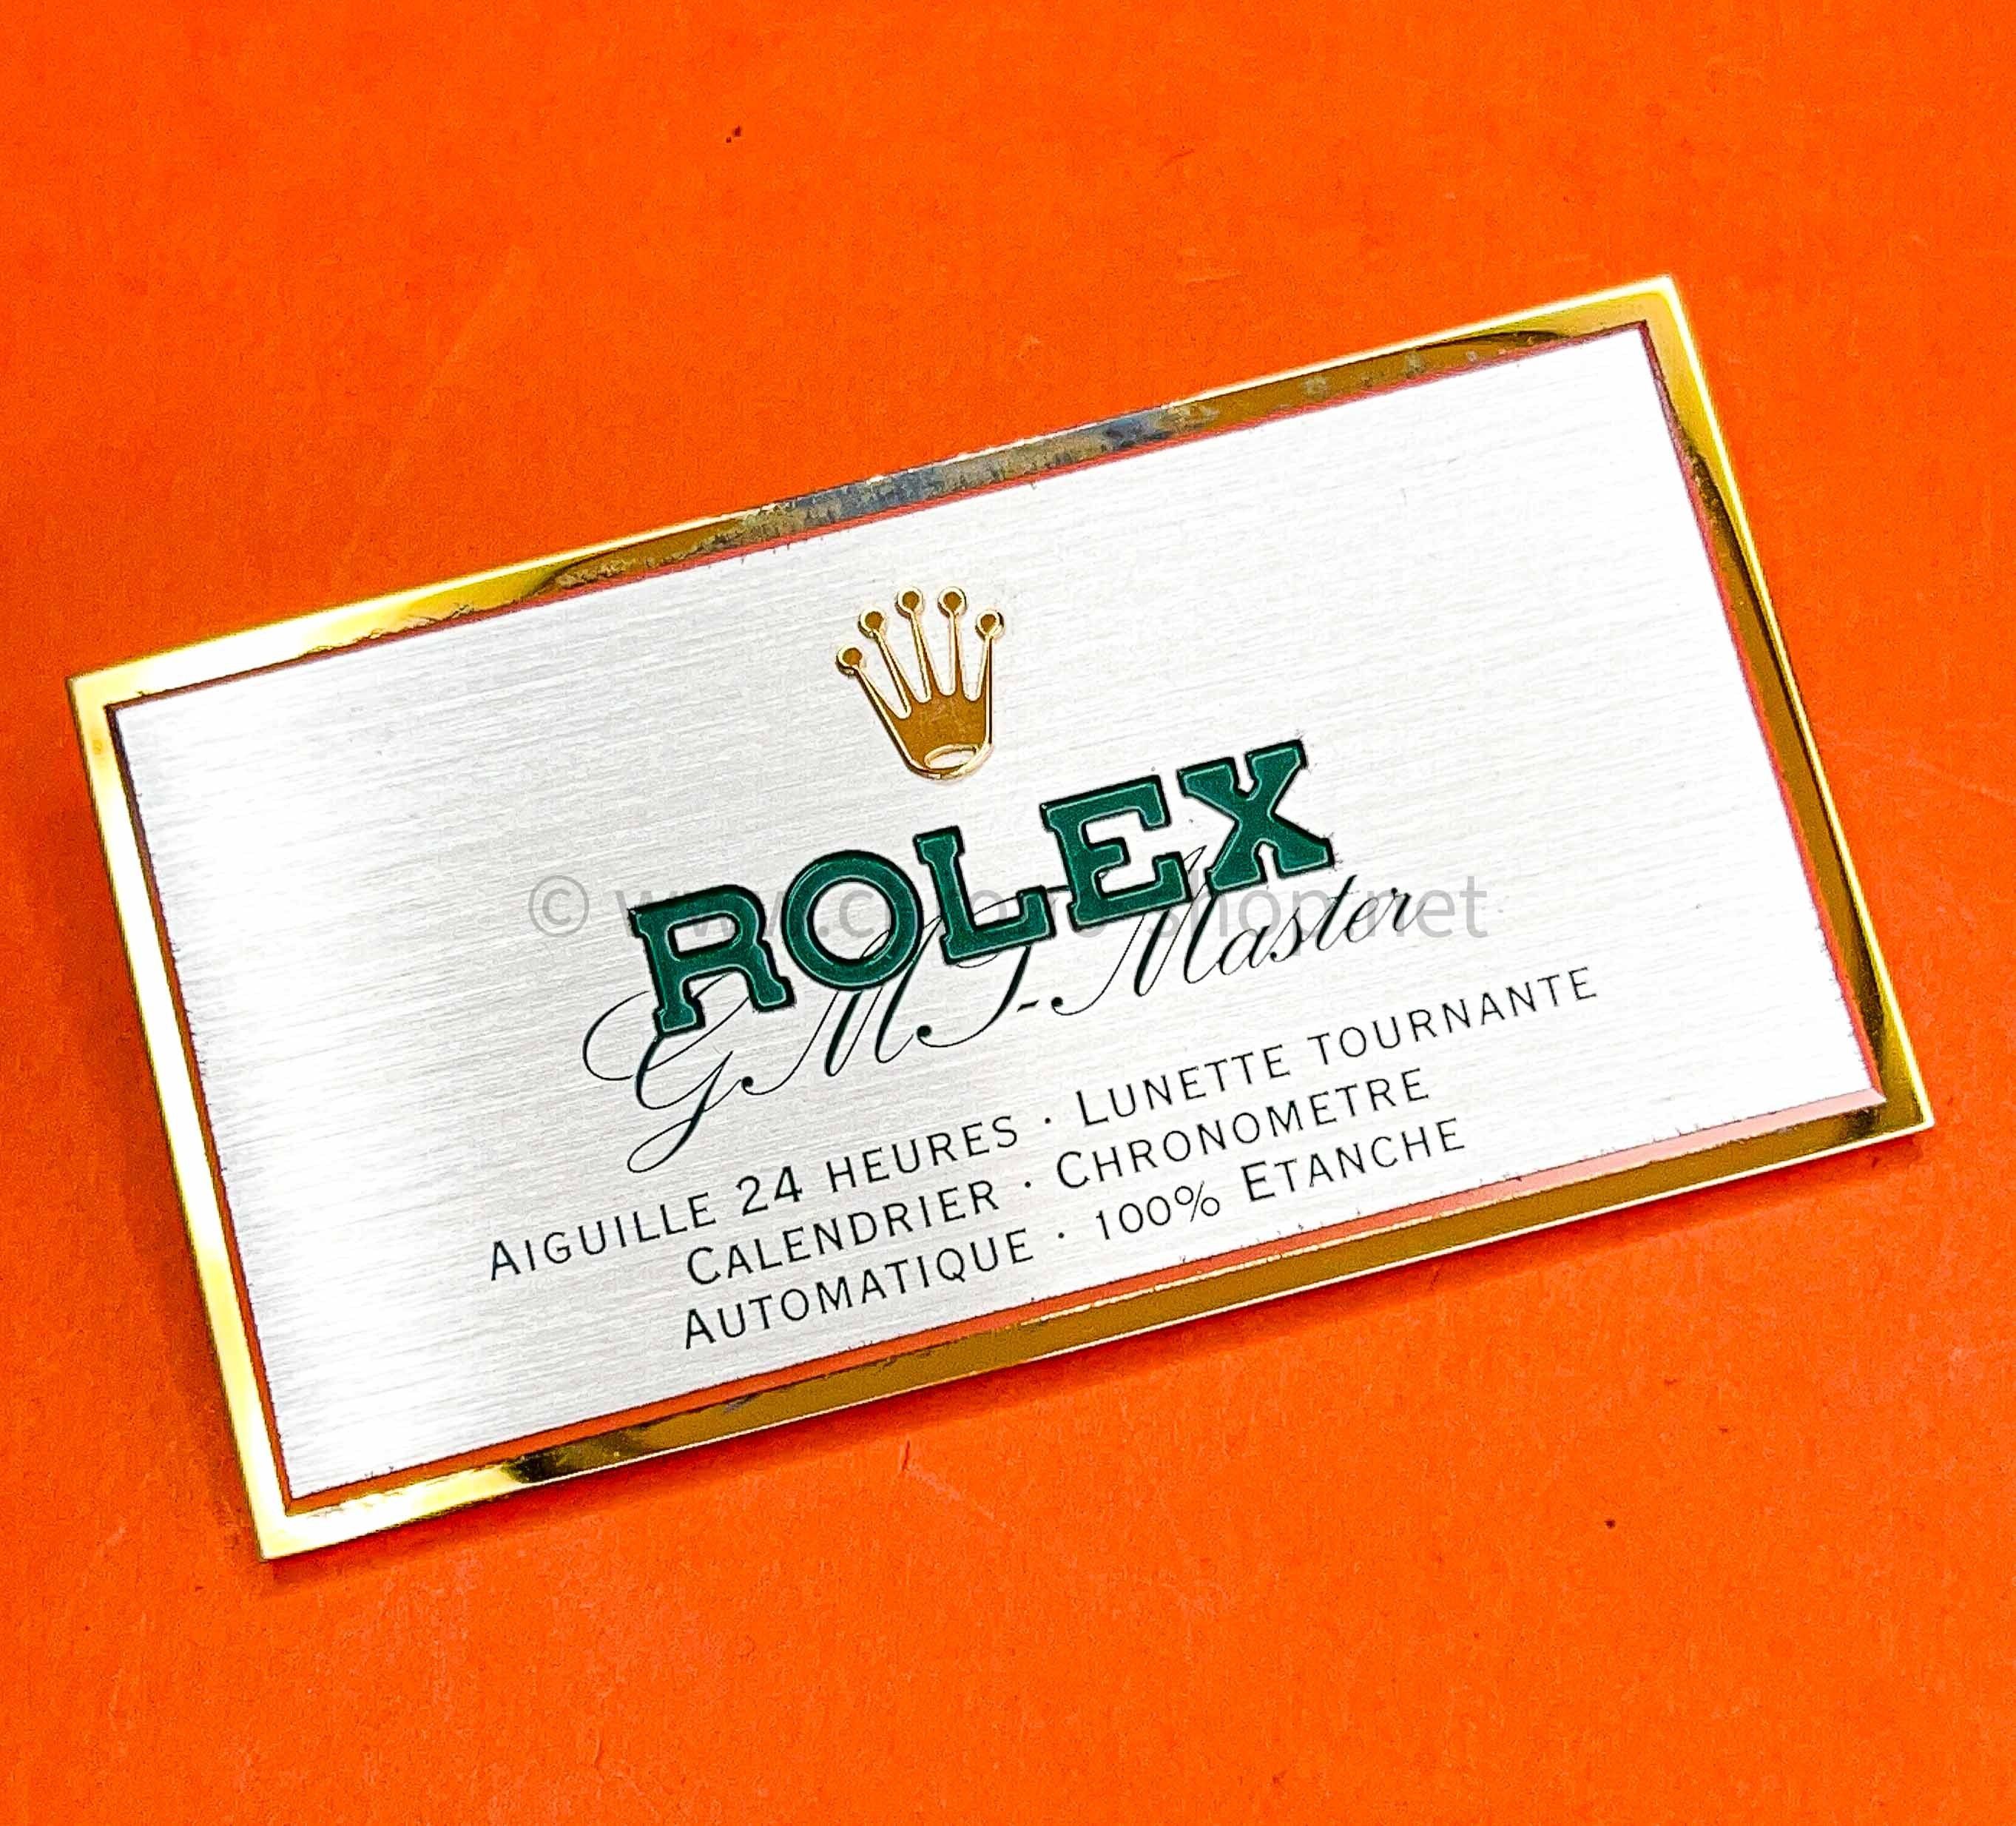 ROLEX
GMT-Master
AIGUILLE 24 HEURES · LUNETTE TOURNANTE
CALENDRIER · CHRONOMETRE
AUTOMATIQUE · 100% ETANCHE
©